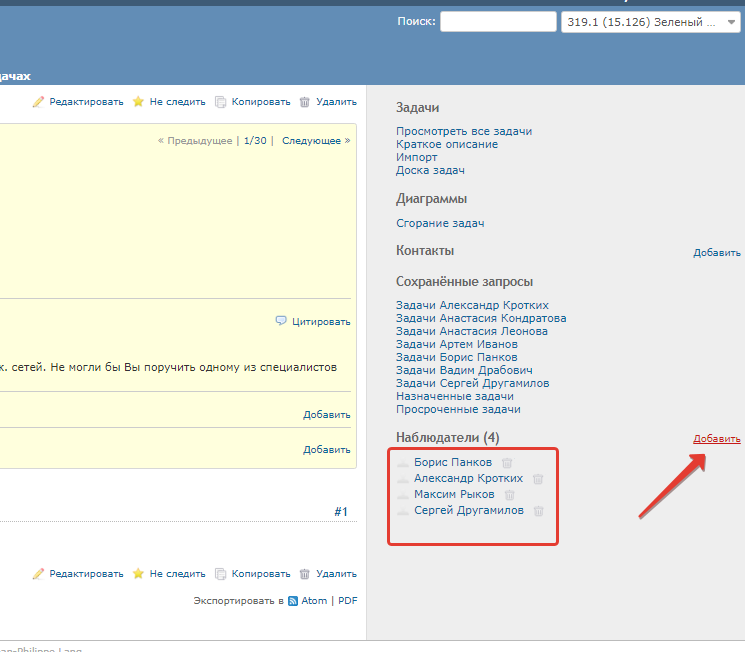 Поиск:
319.1 (15.126) Зеленый ...
дачах
Редактировать Не следить Копировать Удалить
« Предыдущее | 1/30 | Следующее »
Цитировать
к. сетей. Не могли бы Вы поручить одному из специалистов
Добавить
Добавить
#1
Редактировать Не следить Копировать Удалить
Экспортировать в Atom | PDF
Задачи
Просмотреть все задачи
Краткое описание
Импорт
Доска задач
Диаграммы
Сгорание задач
Контакты Добавить
Сохранённые запросы
Задачи Александр Кротких
Задачи Анастасия Кондратова
Задачи Анастасия Леонова
Задачи Артем Иванов
Задачи Борис Панков
Задачи Вадим Драбович
Задачи Сергей Другамилов
Назначенные задачи
Просроченные задачи
Наблюдатели (4) Добавить
Борис Панков
Александр Кротких
Максим Рыков
Сергей Другамилов